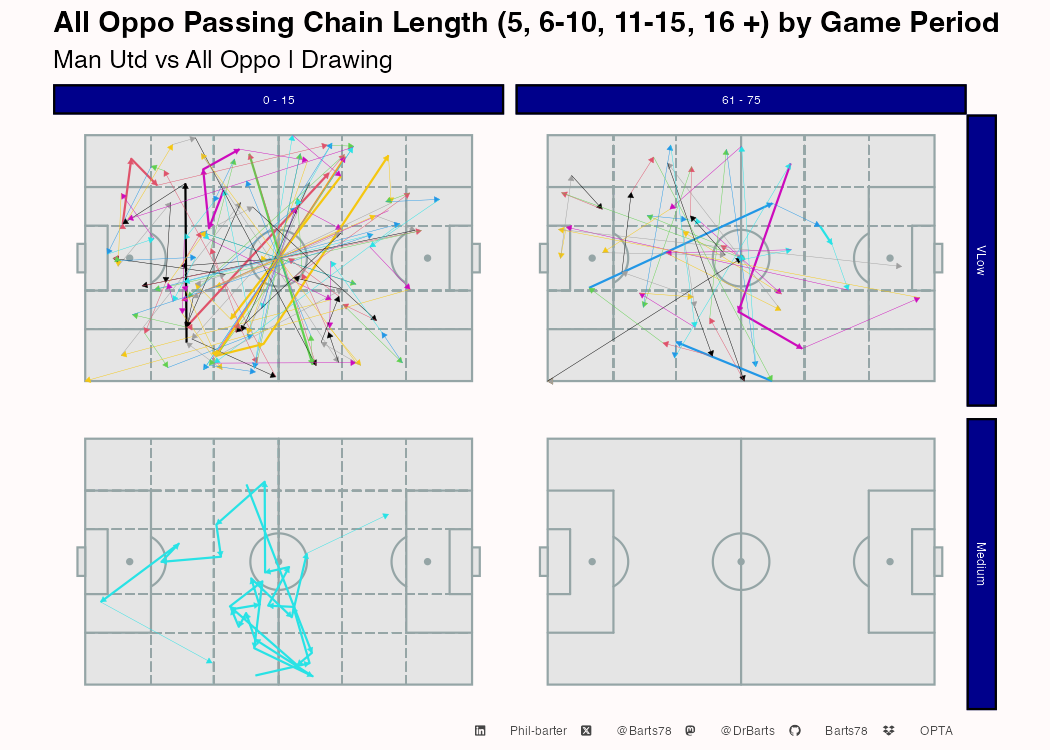 All Oppo Passing Chain Length (5, 6-10, 11-15, 16 +) by Game Period
Man Utd vs All Oppo | Drawing
0 - 15
61 - 75
VLow
Medium
Phil-barter @Barts78 @DrBarts Barts78 OPTA